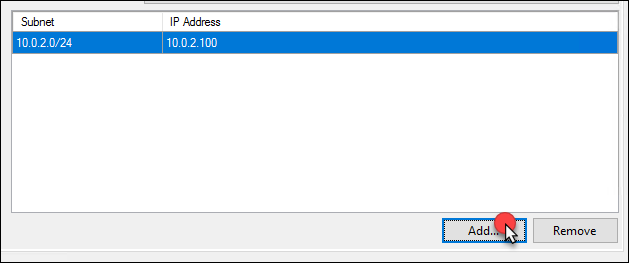 Subnet IP Address
10.0.2.0/24 10.0.2.100
Add... Remove